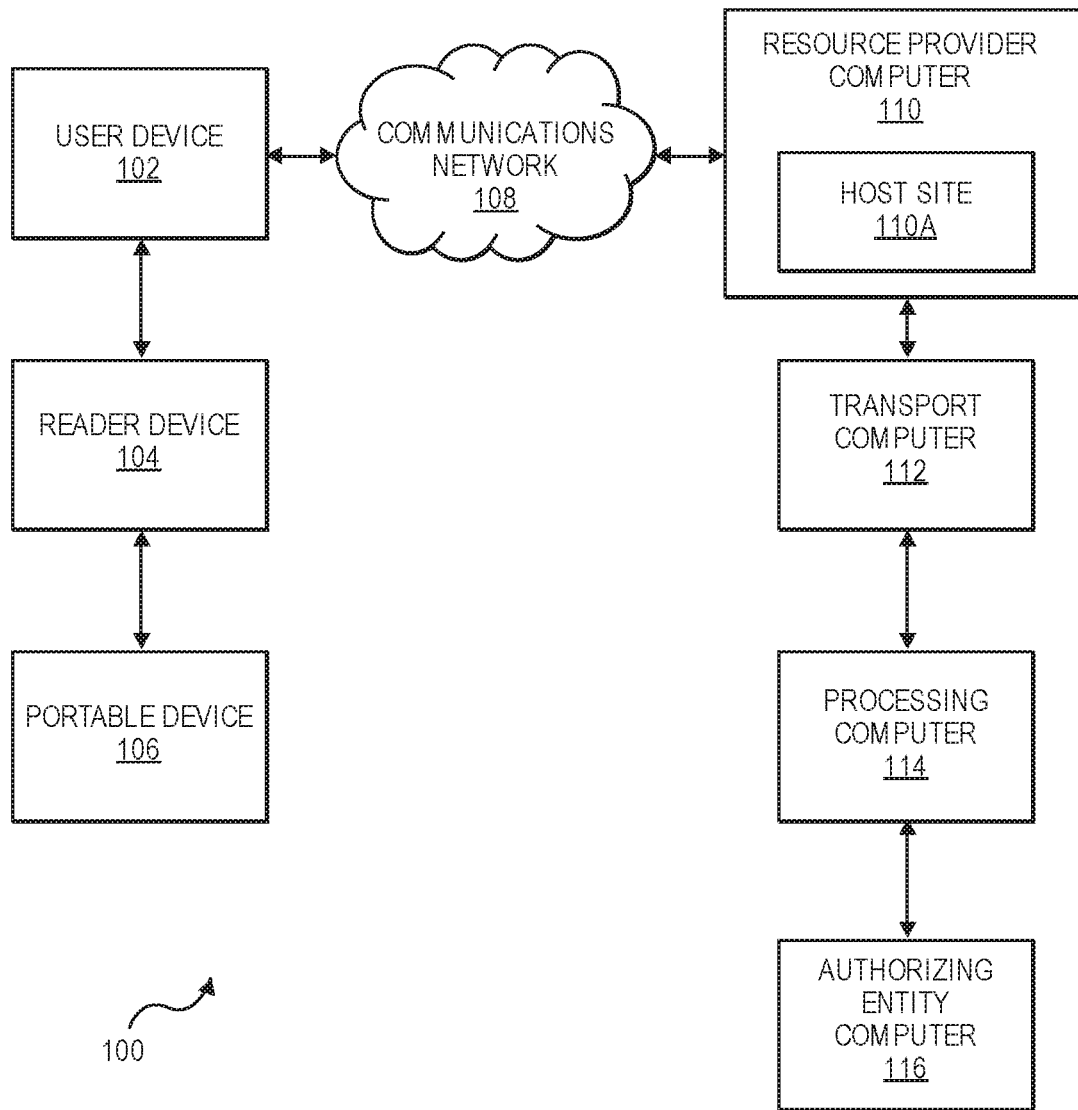 USER DEVICE
102
COMMUNICATIONS
NETWORK
108
RESOURCE PROVIDER
COMPUTER
110
HOST SITE
110A
READER DEVICE
104
TRANSPORT
COMPUTER
112
PORTABLE DEVICE
106
PROCESSING
COMPUTER
114
AUTHORIZING
ENTITY
COMPUTER
116
100